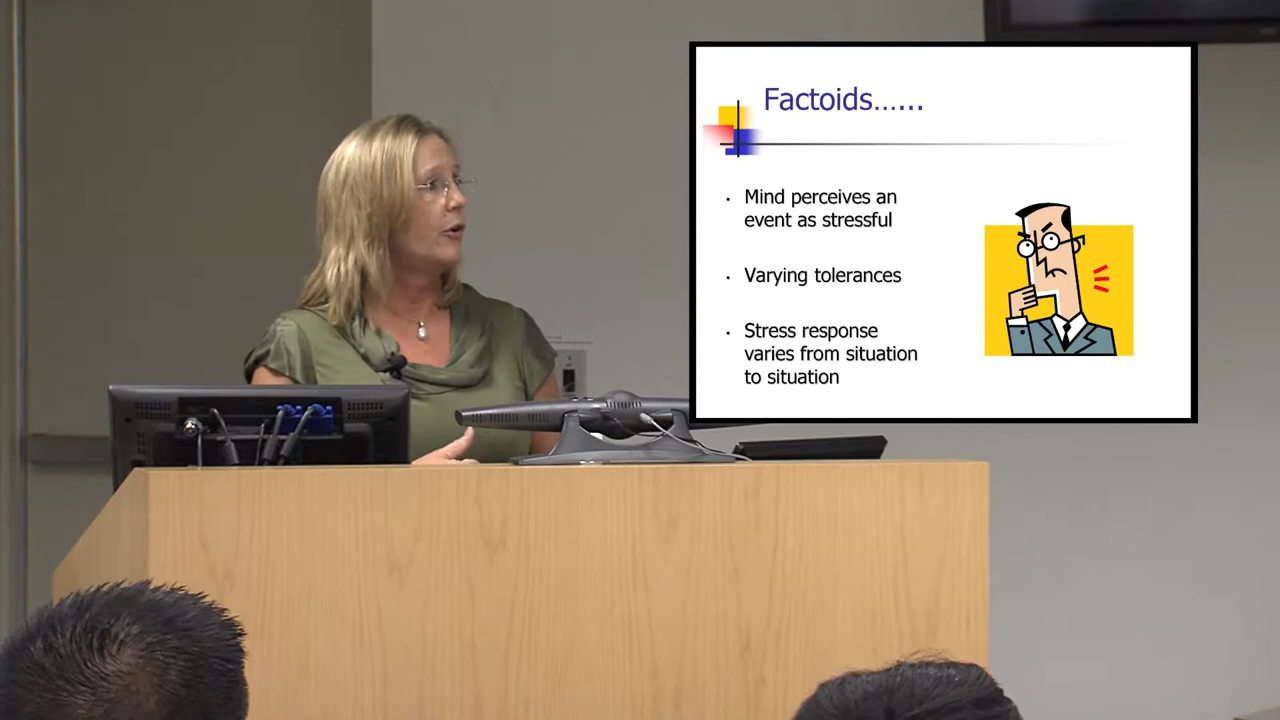 Factoids......
• Mind perceives an
event as stressful
• Varying tolerances
• Stress response
varies from situation
to situation